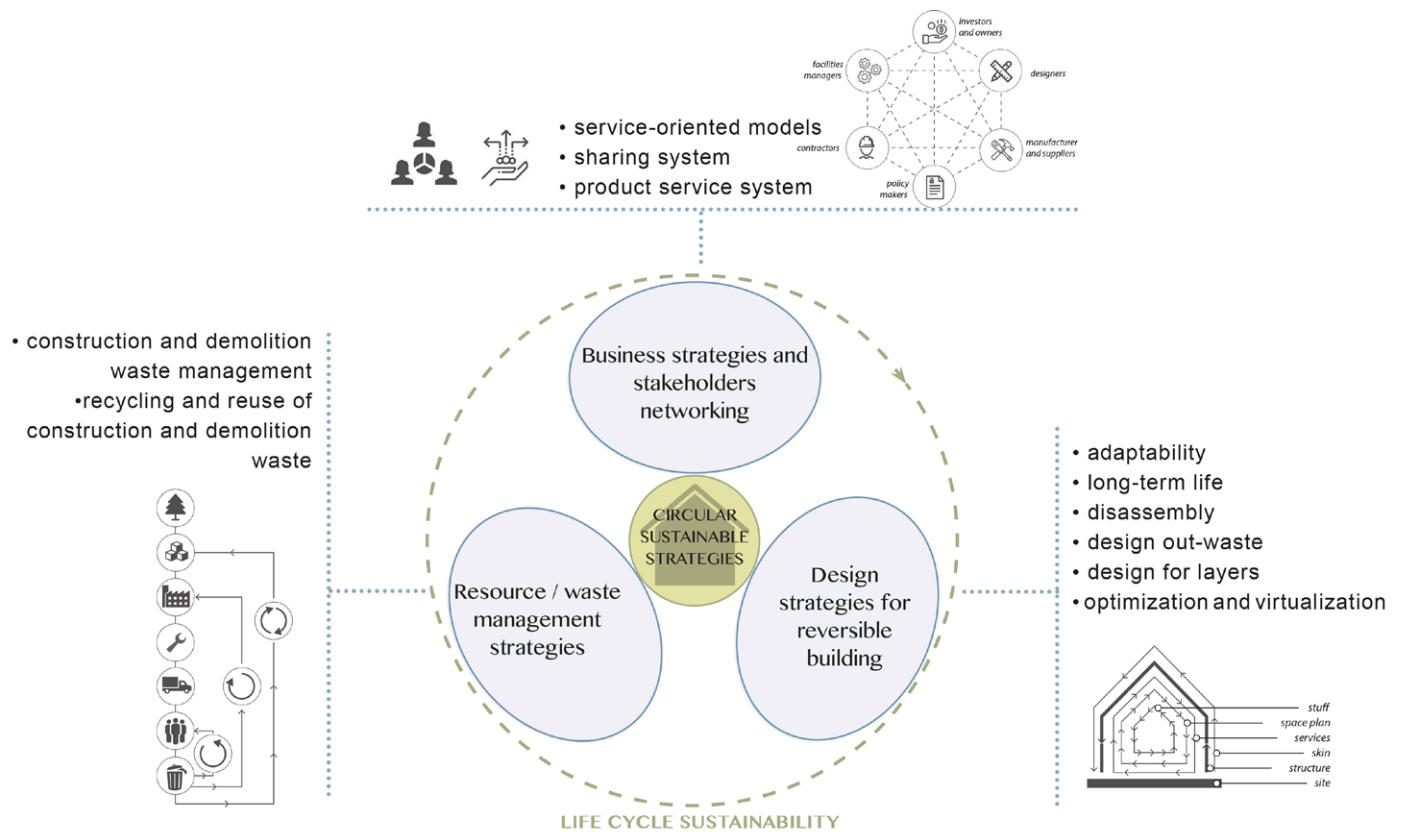 investors
and owners
facilities
managers
designers
• service-oriented models
• sharing system
• product service system
contractors
manufacturer
and suppliers
policy
makers
• construction and demolition
waste management
•recycling and reuse of
construction and demolition
waste
Business strategies and
stakeholders
networking
CIRCULAR
SUSTAINABLE
STRATEGIES
Resource / waste
management
strategies
Design
strategies for
reversible
building
• adaptability
• long-term life
• disassembly
• design out-waste
• design for layers
• optimization and virtualization
stuff
space plan
services
skin
structure
site
LIFE CYCLE SUSTAINABILITY